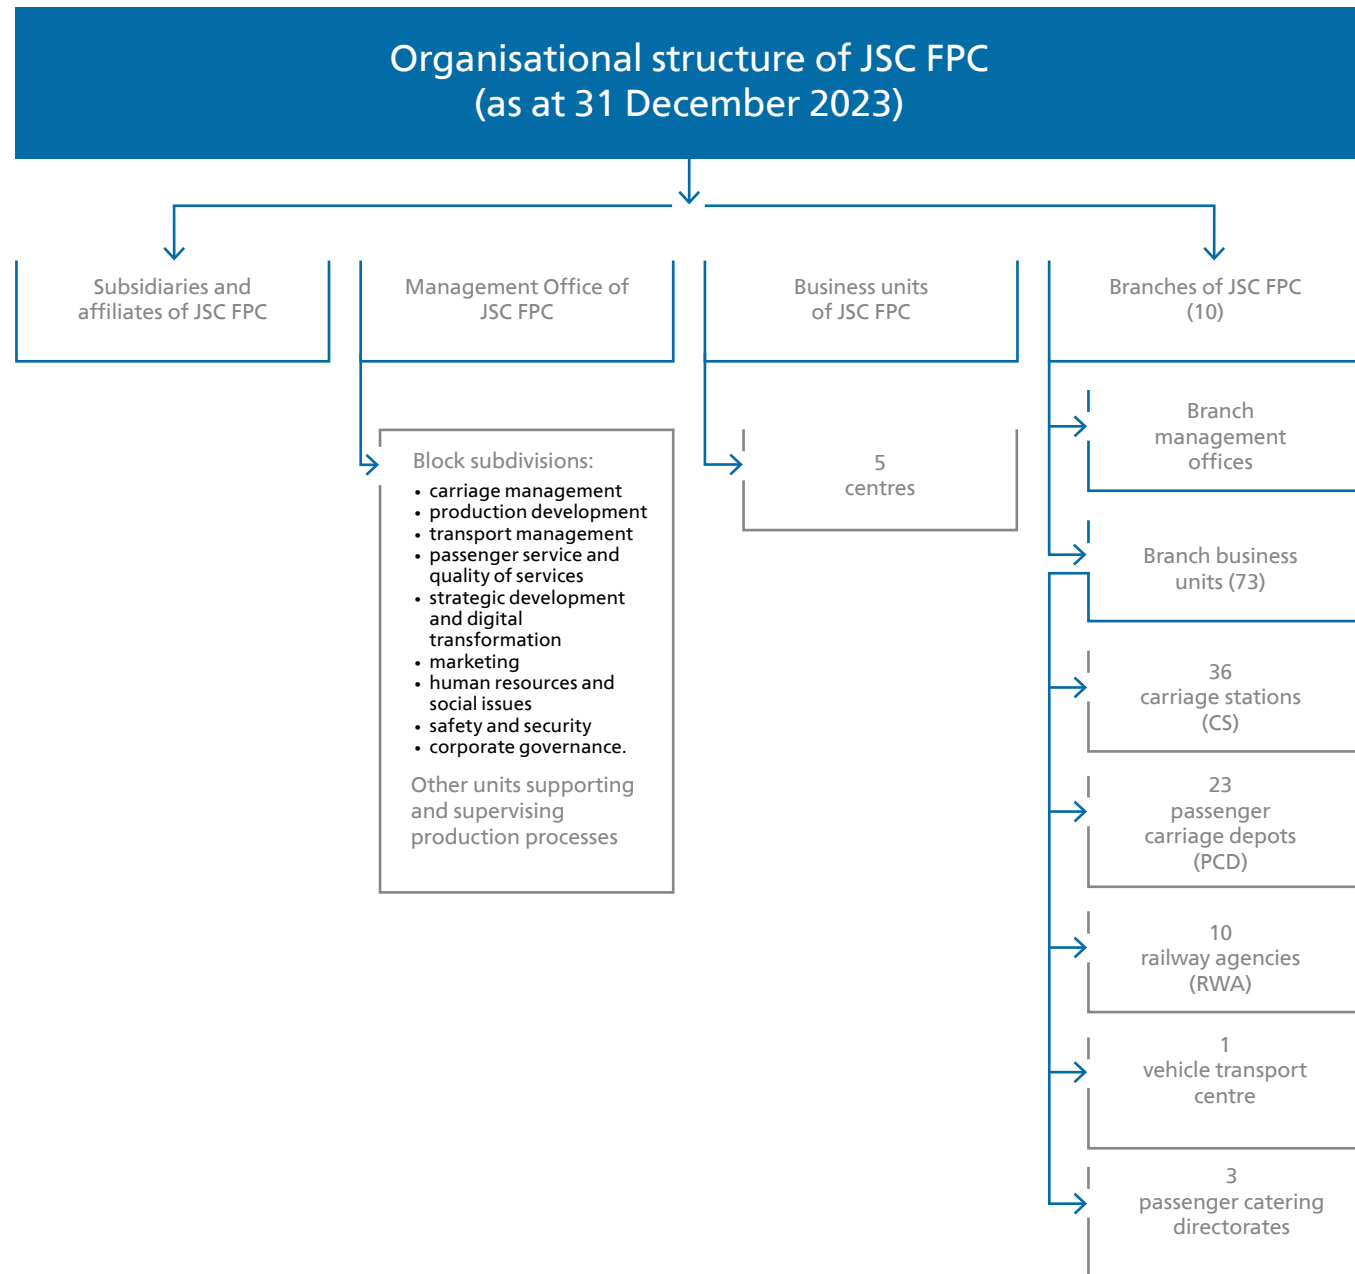 Organisational structure of JSC FPC
(as at 31 December 2023)
Subsidiaries and
affiliates of JSC FPC
Management Office of
JSC FPC
Business units
of JSC FPC
Branches of JSC FPC
(10)
Block subdivisions:
• carriage management
• production development
• transport management
• passenger service and
quality of services
• strategic development
and digital
transformation
• marketing
• human resources and
social issues
• safety and security
• corporate governance.
Other units supporting
and supervising
production processes
5
centres
Branch
management
offices
Branch business
units (73)
36
carriage stations
(CS)
23
passenger
carriage depots
(PCD)
10
railway agencies
(RWA)
1
vehicle transport
centre
3
passenger catering
directorates